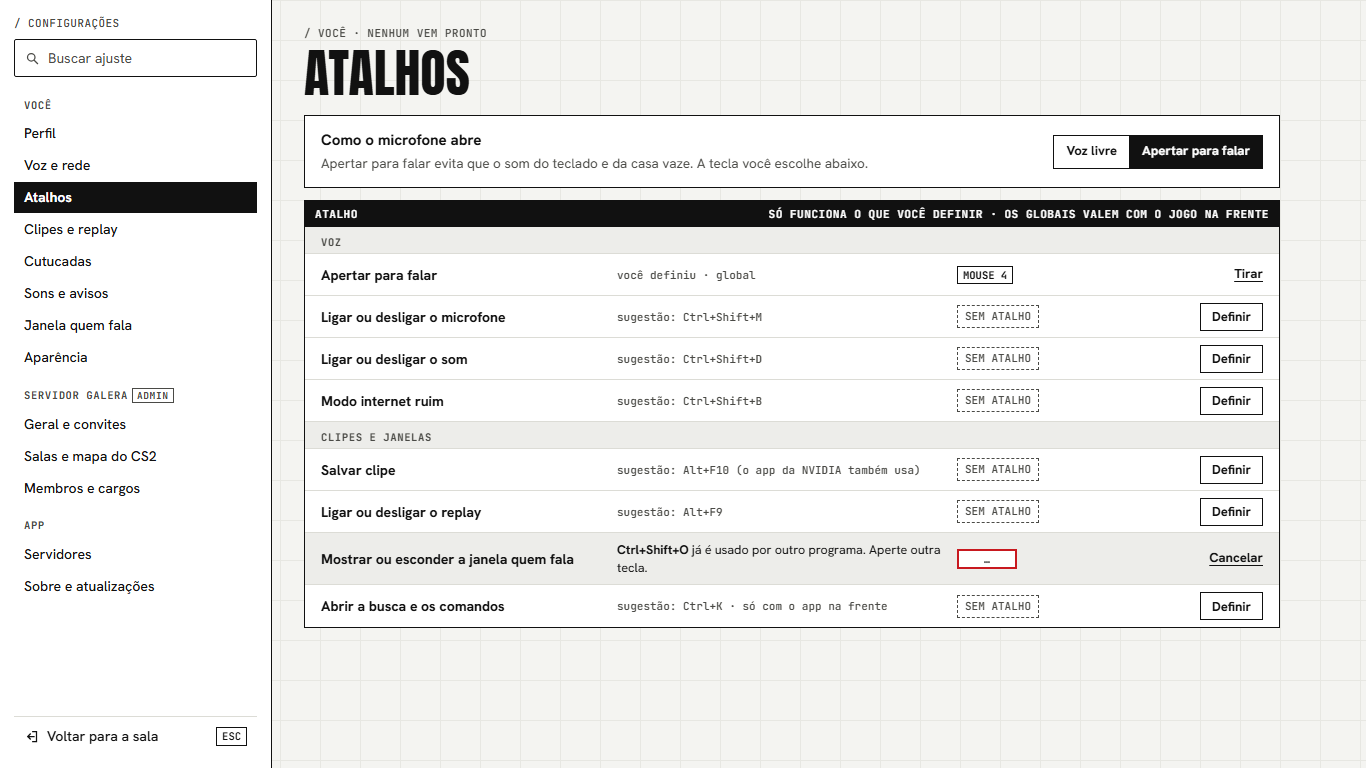 / CONFIGURAÇÕES
Buscar ajuste
VOCÊ
Perfil
Voz e rede
Atalhos
Clipes e replay
Cutucadas
Sons e avisos
Janela quem fala
Aparência
SERVIDOR GALERA ADMIN
Geral e convites
Salas e mapa do CS2
Membros e cargos
APP
Servidores
Sobre e atualizações
Voltar para a sala ESC
/ VOCÊ · NENHUM VEM PRONTO
ATALHOS
Como o microfone abre
Apertar para falar evita que o som do teclado e da casa vaze. A tecla você escolhe abaixo.
Voz livre Apertar para falar
ATALHO SÓ FUNCIONA O QUE VOCÊ DEFINIR · OS GLOBAIS VALEM COM O JOGO NA FRENTE
VOZ
Apertar para falar você definiu · global MOUSE 4 Tirar
Ligar ou desligar o microfone sugestão: Ctrl+Shift+M SEM ATALHO Definir
Ligar ou desligar o som sugestão: Ctrl+Shift+D SEM ATALHO Definir
Modo internet ruim sugestão: Ctrl+Shift+B SEM ATALHO Definir
CLIPES E JANELAS
Salvar clipe sugestão: Alt+F10 (o app da NVIDIA também usa) SEM ATALHO Definir
Ligar ou desligar o replay sugestão: Alt+F9 SEM ATALHO Definir
Mostrar ou esconder a janela quem fala Ctrl+Shift+O já é usado por outro programa. Aperte outra tecla. … Cancelar
Abrir a busca e os comandos sugestão: Ctrl+K · só com o app na frente SEM ATALHO Definir